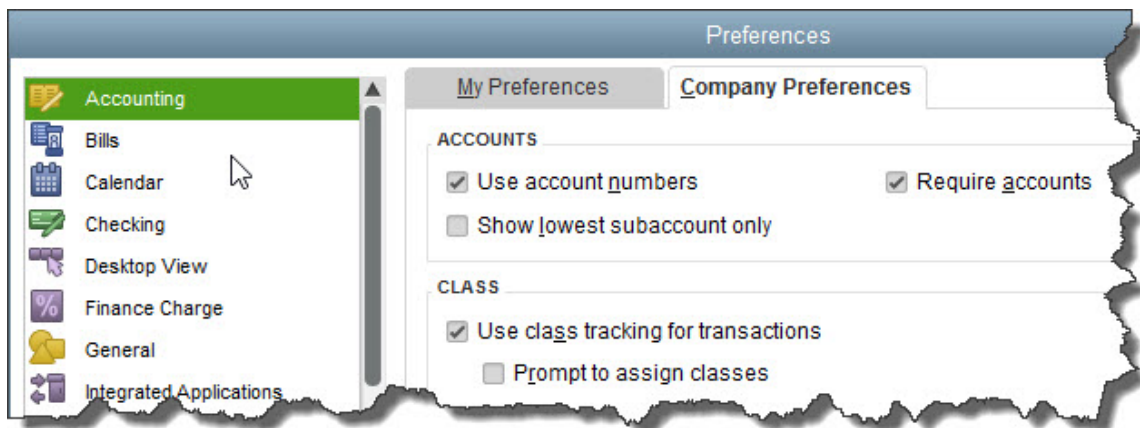 Preferences
Accounting
Bills
Calendar
Checking
Desktop View
Finance Charge
General
Integrated Applications
My Preferences
Company Preferences
ACCOUNTS
Use account numbers
Require accounts
Show lowest subaccount only
CLASS
Use class tracking for transactions
Prompt to assign classes